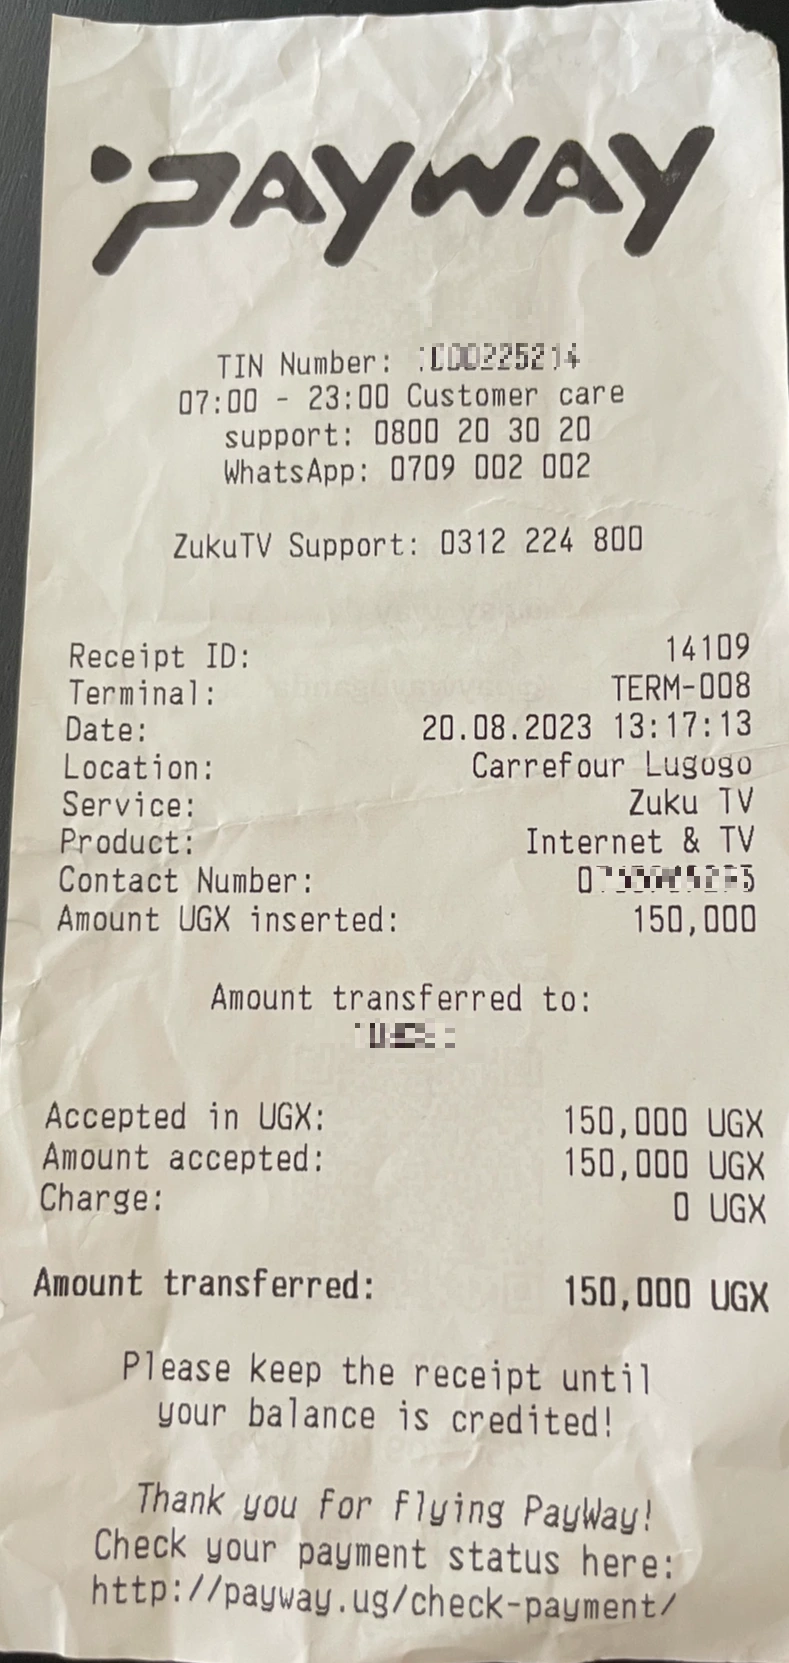 PAYWAY
TIN Number:
07:00 - 23:00 Customer care
support: 0800 20 30 20
WhatsApp: 0709 002 002
ZukuTV Support: 0312 224 800
Receipt ID: 14109
Terminal: TERM-008
Date: 20.08.2023 13:17:13
Location: Carrefour Lugogo
Service: Zuku TV
Product: Internet & TV
Contact Number:
Amount UGX inserted: 150,000
Amount transferred to:
Accepted in UGX: 150,000 UGX
Amount accepted: 150,000 UGX
Charge: 0 UGX
Amount transferred: 150,000 UGX
Please keep the receipt until
your balance is credited!
Thank you for flying PayWay!
Check your payment status here:
http://payway.ug/check-payment/